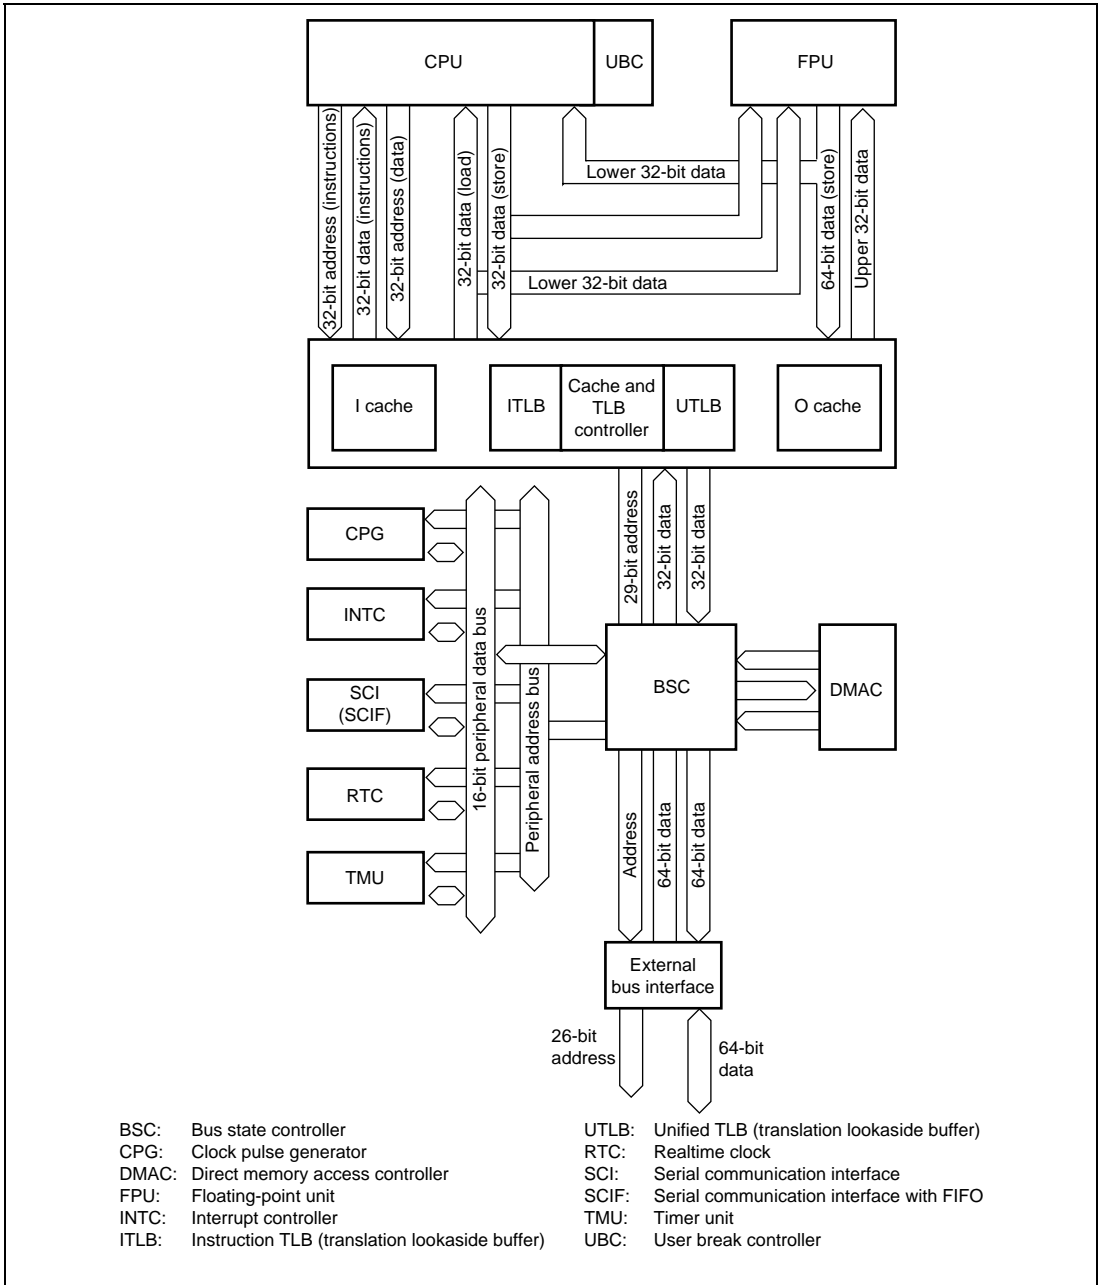 CPU
UBC
FPU
32-bit address (instructions)
32-bit data (instructions)
32-bit address (data)
32-bit data (load)
32-bit data (store)
Lower 32-bit data
Lower 32-bit data
64-bit data (store)
Upper 32-bit data
I cache
ITLB
Cache and
TLB
controller
UTLB
O cache
29-bit address
32-bit data
32-bit data
CPG
INTC
SCI
(SCIF)
RTC
TMU
16-bit peripheral data bus
Peripheral address bus
BSC
DMAC
Address
64-bit data
64-bit data
External
bus interface
26-bit
address
64-bit
data
BSC: Bus state controller
CPG: Clock pulse generator
DMAC: Direct memory access controller
FPU: Floating-point unit
INTC: Interrupt controller
ITLB: Instruction TLB (translation lookaside buffer)
UTLB: Unified TLB (translation lookaside buffer)
RTC: Realtime clock
SCI: Serial communication interface
SCIF: Serial communication interface with FIFO
TMU: Timer unit
UBC: User break controller